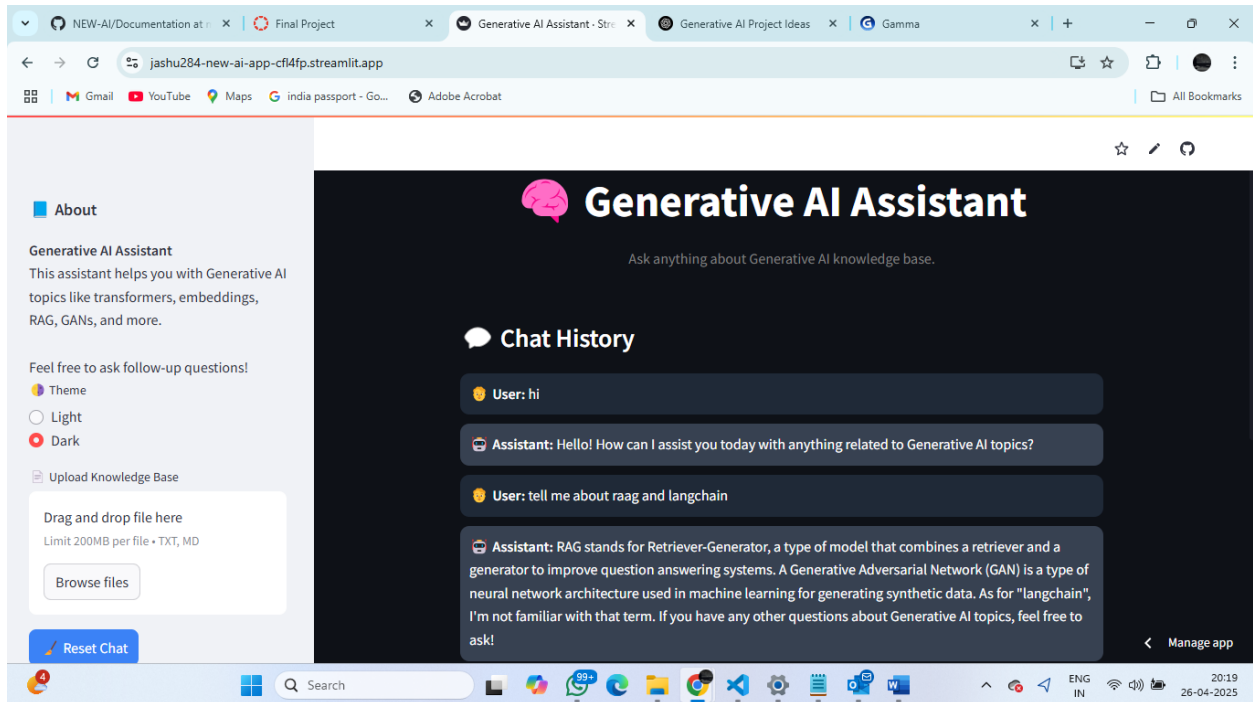 NEW-AI/Documentation at r
Final Project
Generative AI Assistant · Stre
Generative AI Project Ideas
Gamma
jashu284-new-ai-app-cfl4fp.streamlit.app
Gmail
YouTube
Maps
india passport - Go...
Adobe Acrobat
All Bookmarks
About
Generative AI Assistant
This assistant helps you with Generative AI
topics like transformers, embeddings,
RAG, GANs, and more.
Feel free to ask follow-up questions!
Theme
Light
Dark
Upload Knowledge Base
Drag and drop file here
Limit 200MB per file • TXT, MD
Browse files
Reset Chat
Generative AI Assistant
Ask anything about Generative AI knowledge base.
Chat History
User: hi
Assistant: Hello! How can I assist you today with anything related to Generative AI topics?
User: tell me about raag and langchain
Assistant: RAG stands for Retriever-Generator, a type of model that combines a retriever and a
generator to improve question answering systems. A Generative Adversarial Network (GAN) is a type of
neural network architecture used in machine learning for generating synthetic data. As for "langchain",
I'm not familiar with that term. If you have any other questions about Generative AI topics, feel free to
ask!
Manage app
4
Search
99+
ENG
IN
20:19
26-04-2025